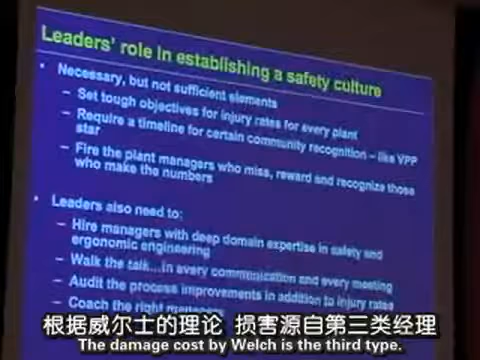 Leaders' role in establishing a safety culture
• Necessary, but not sufficient elements
– Set tough objectives for injury rates for every plant
– Require a timeline for certain community recognition – like VPP
star
– Fire the plant managers who miss, reward and recognize those
who make the numbers
• Leaders also need to:
– Hire managers with deep domain expertise in safety and
ergonomic engineering
– Walk the talk...in every communication and every meeting
– Audit the process improvements in addition to injury rates
– Coach the right managers
根据威尔士的理论 损害源自第三类经理
The damage cost by Welch is the third type.